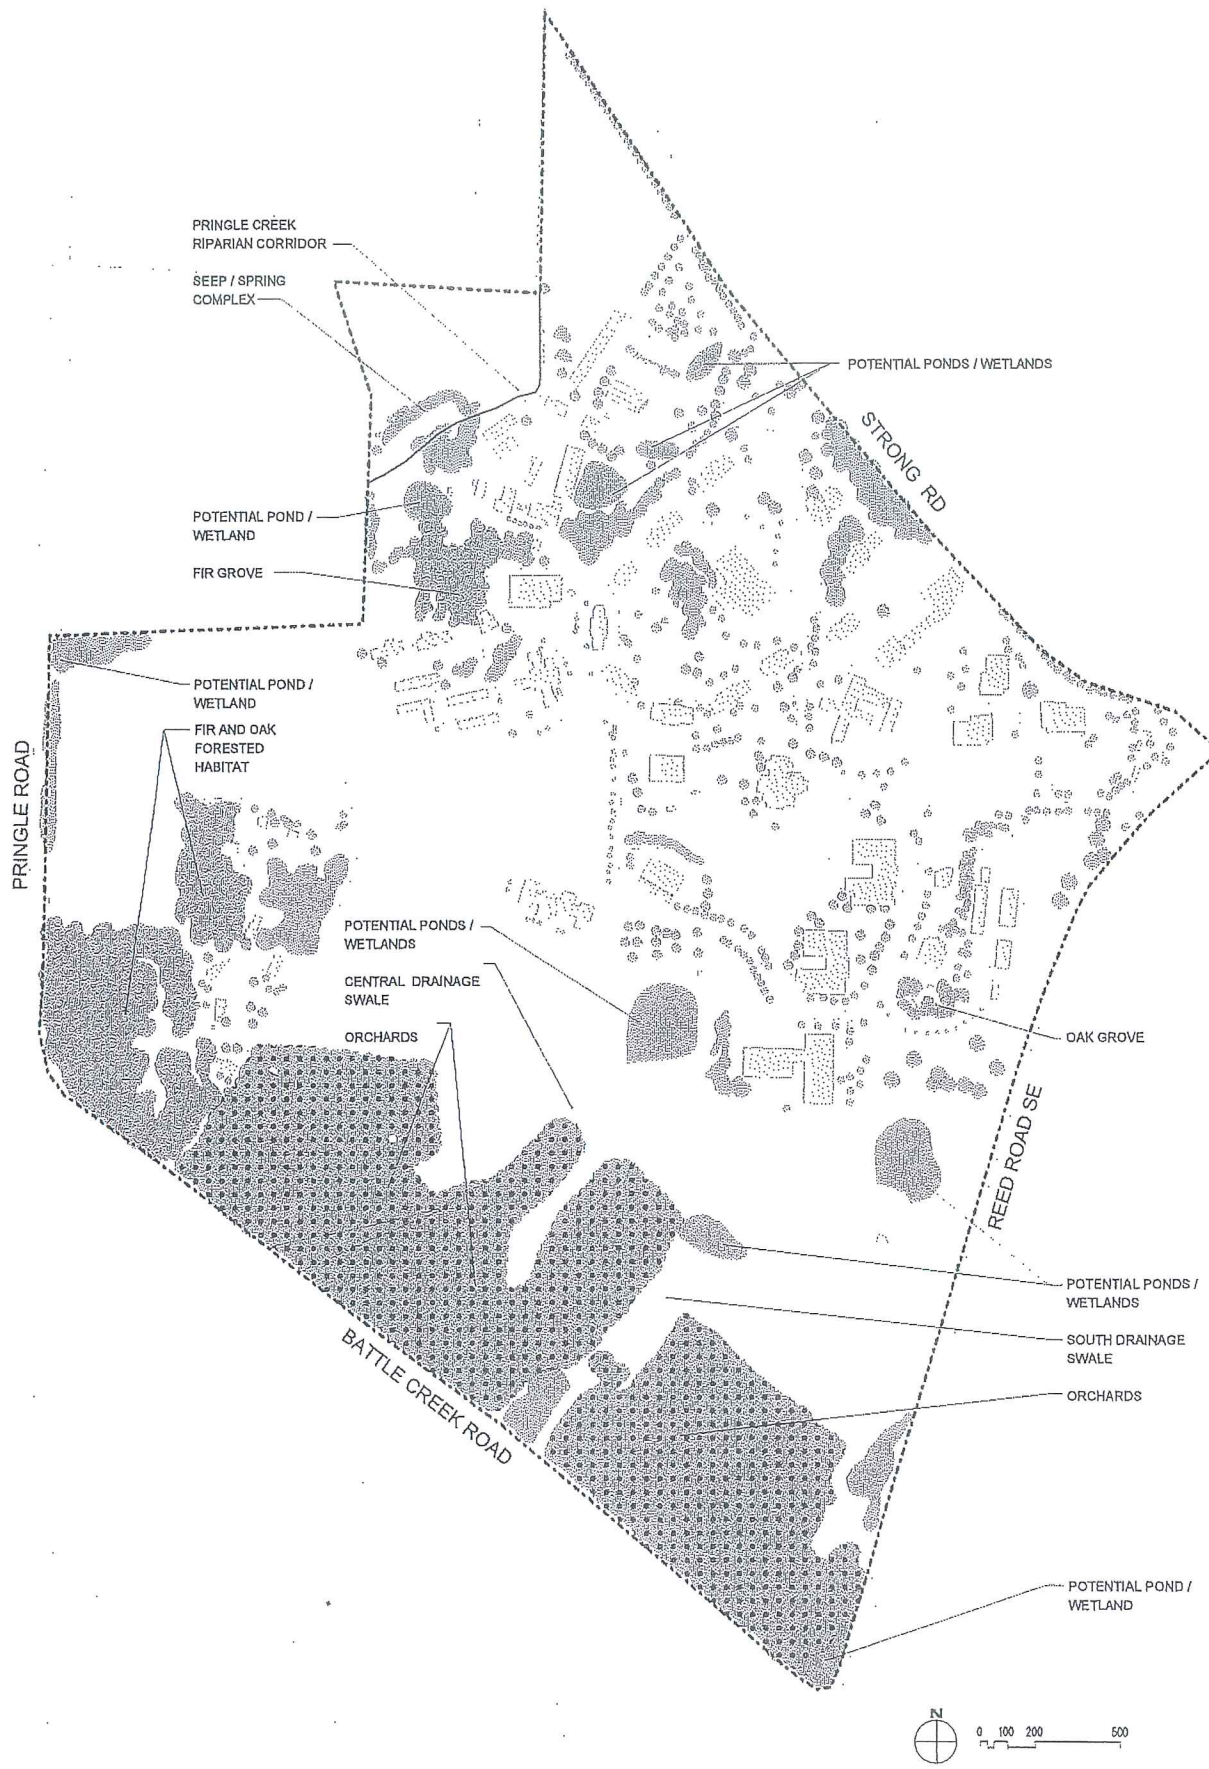 PRINGLE CREEK
RIPARIAN CORRIDOR
SEEP / SPRING
COMPLEX
POTENTIAL PONDS / WETLANDS
STRONG RD
POTENTIAL POND /
WETLAND
FIR GROVE
POTENTIAL POND /
WETLAND
FIR AND OAK
FORESTED
HABITAT
PRINGLE ROAD
POTENTIAL PONDS /
WETLANDS
CENTRAL DRAINAGE
SWALE
ORCHARDS
OAK GROVE
REED ROAD SE
POTENTIAL PONDS /
WETLANDS
SOUTH DRAINAGE
SWALE
ORCHARDS
BATTLE CREEK ROAD
POTENTIAL POND /
WETLAND
N
0 100 200 500